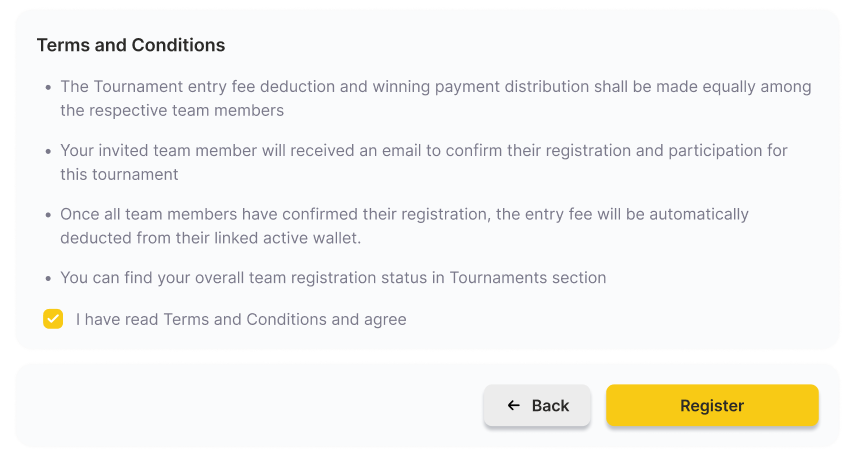 Terms and Conditions
• The Tournament entry fee deduction and winning payment distribution shall be made equally among
the respective team members
• Your invited team member will received an email to confirm their registration and participation for
this tournament
• Once all team members have confirmed their registration, the entry fee will be automatically
deducted from their linked active wallet.
• You can find your overall team registration status in Tournaments section
I have read Terms and Conditions and agree
← Back
Register